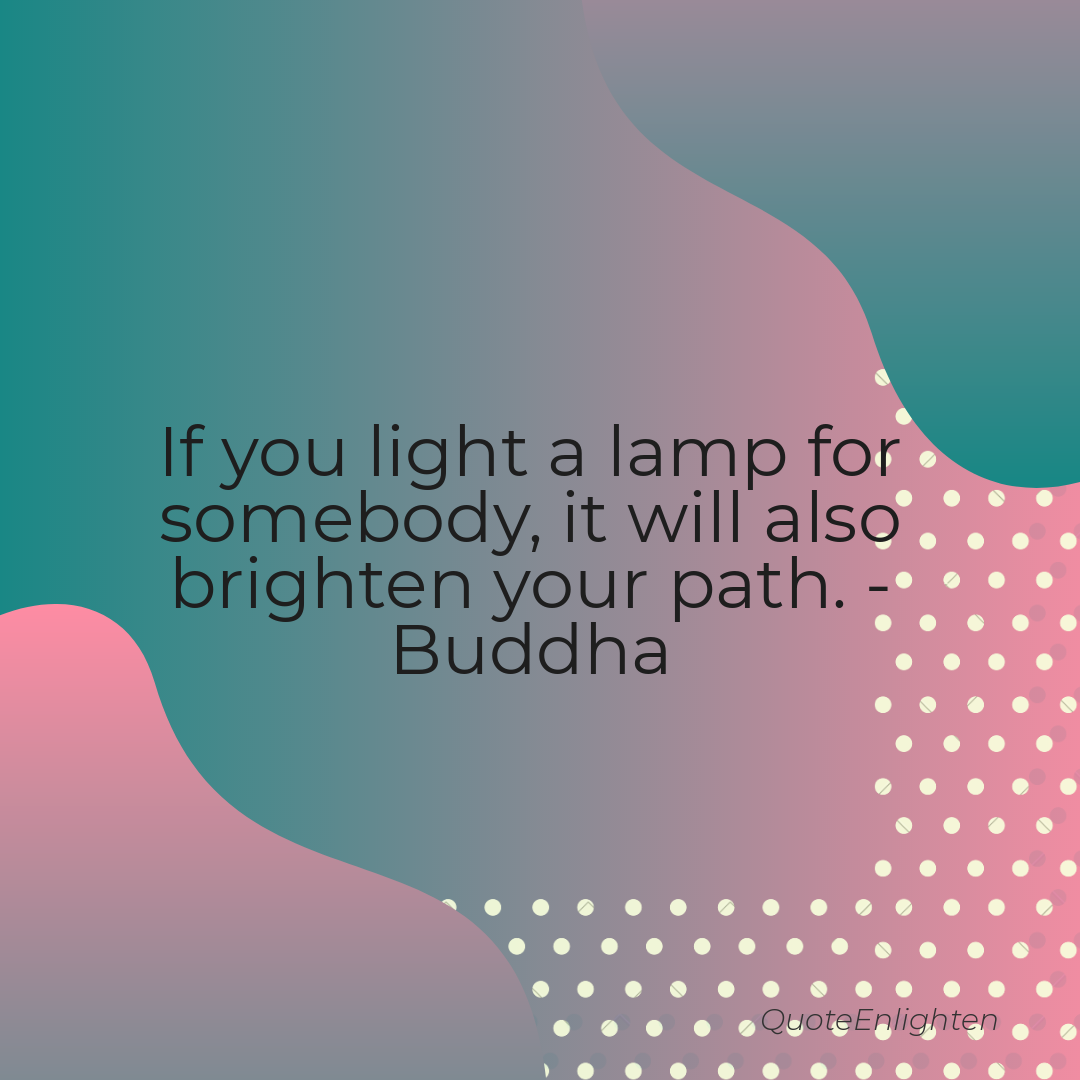 If you light a lamp for
somebody, it will also
brighten your path. -
Buddha
QuoteEnlighten